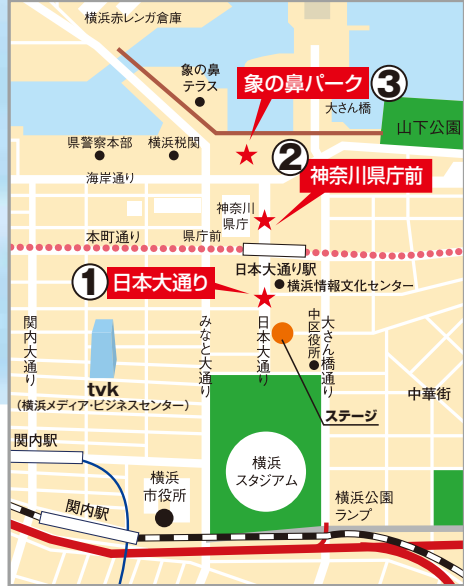 横浜赤レンガ倉庫
象の鼻
テラス
象の鼻パーク
③
大さん橋
山下公園
県警察本部
横浜税関
②
海岸通り
神奈川県庁前
神奈川
県庁
本町通り
県庁前
日本大通り駅
①
日本大通り
横浜情報文化センター
関内大通り
みなと大通り
日本大通り
中区役所
大さん橋通り
tvk
(横浜メディア・ビジネスセンター)
中華街
ステージ
関内駅
横浜
スタジアム
横浜
市役所
関内駅
横浜公園
ランプ